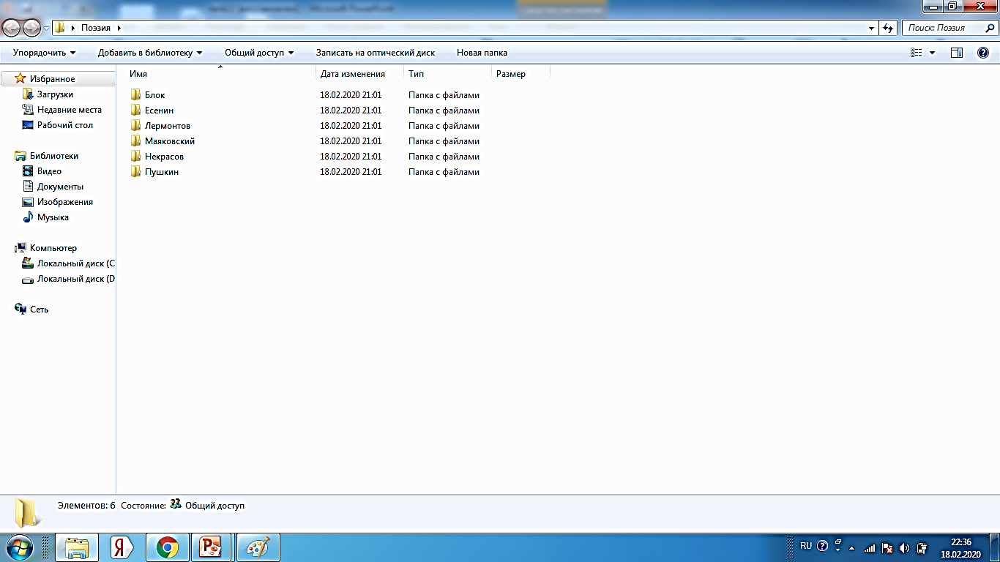 Поэзия
Поиск: Поэзия
Упорядочить Добавить в библиотеку Общий доступ Записать на оптический диск Новая папка
Имя Дата изменения Тип Размер
Избранное
Загрузки
Недавние места
Рабочий стол
Библиотеки
Видео
Документы
Изображения
Музыка
Компьютер
Локальный диск (C
Локальный диск (D
Сеть
Блок 18.02.2020 21:01 Папка с файлами
Есенин 18.02.2020 21:01 Папка с файлами
Лермонтов 18.02.2020 21:01 Папка с файлами
Маяковский 18.02.2020 21:01 Папка с файлами
Некрасов 18.02.2020 21:01 Папка с файлами
Пушкин 18.02.2020 21:01 Папка с файлами
Элементов: 6 Состояние: Общий доступ
RU
22:36
18.02.2020